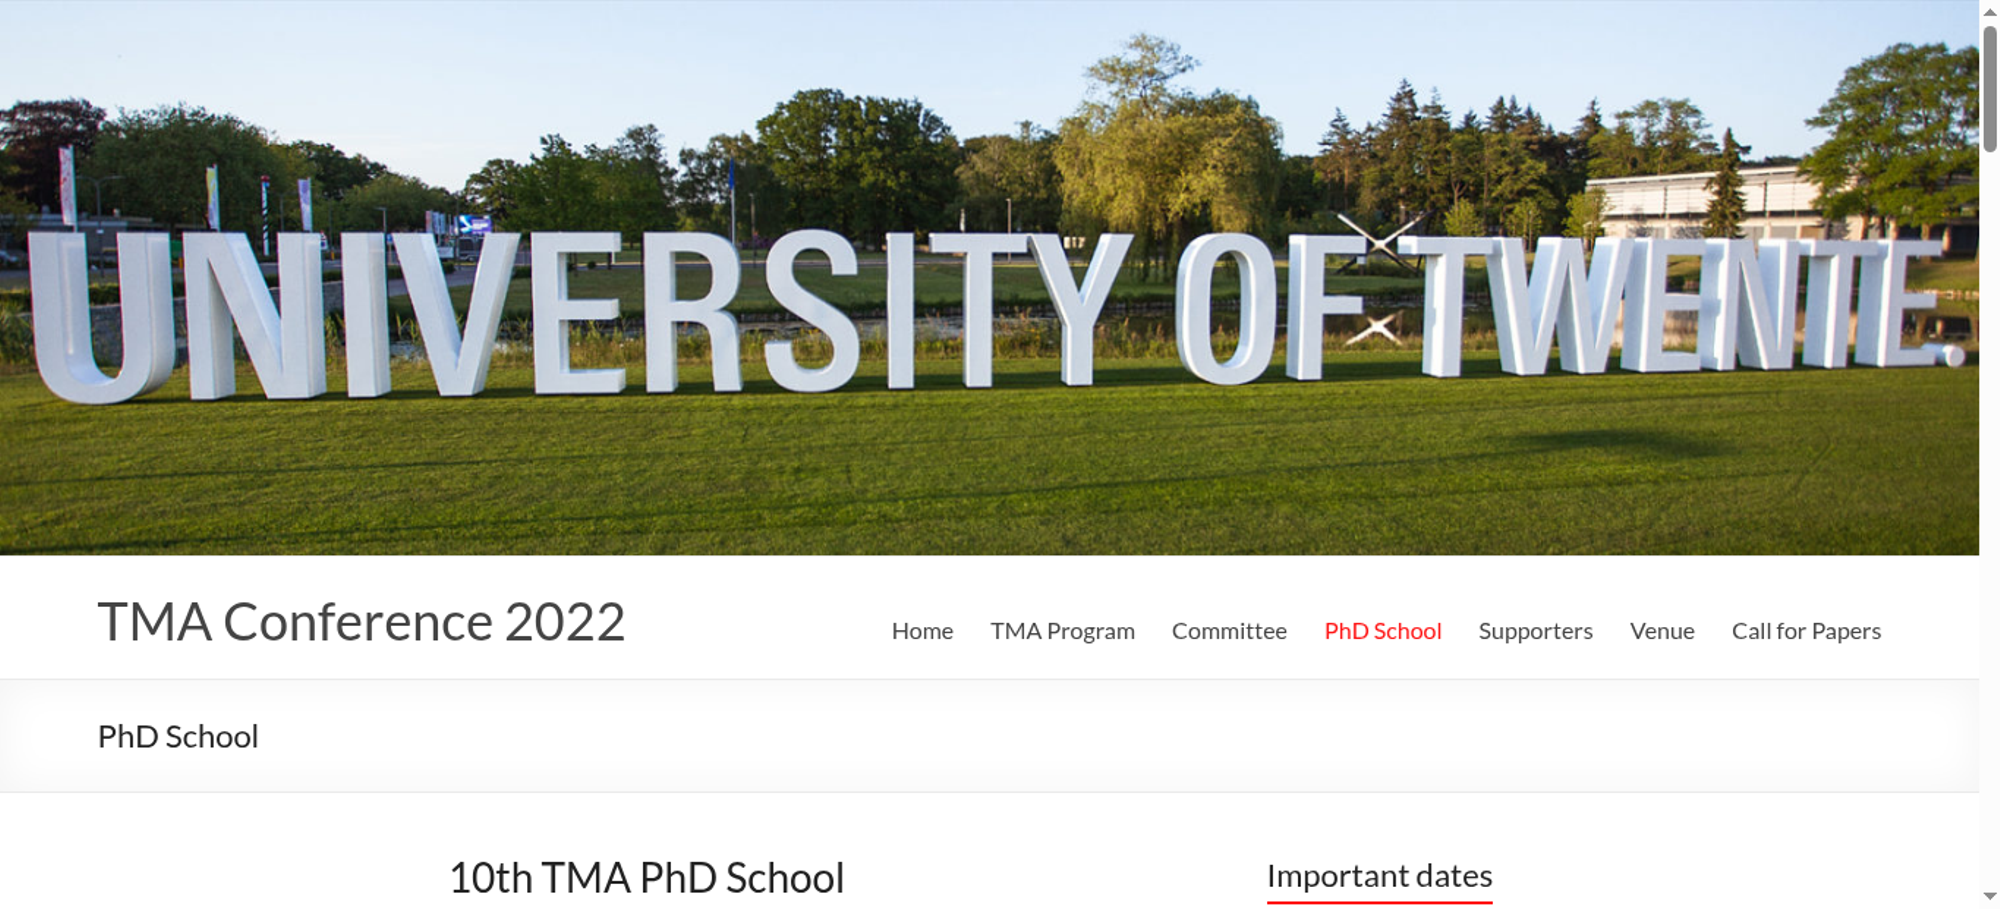 UNIVERSITY OF TWENTE.
TMA Conference 2022
Home
TMA Program
Committee
PhD School
Supporters
Venue
Call for Papers
PhD School
10th TMA PhD School
Important dates